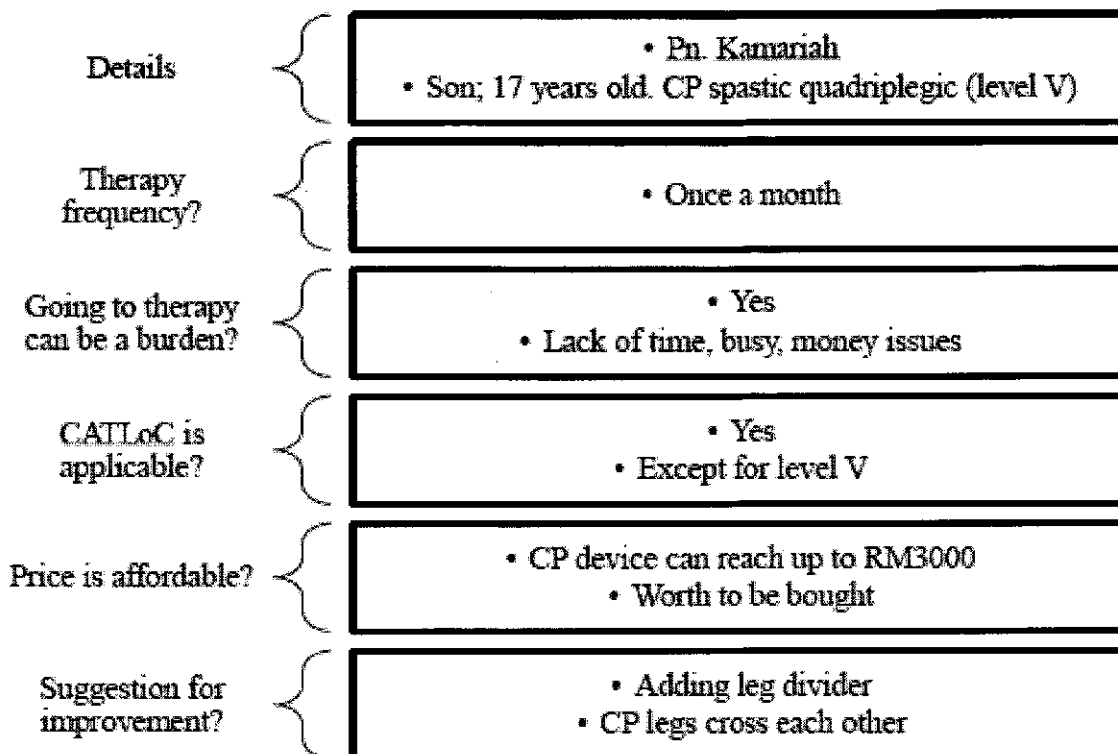 Details
• Pn. Kamariah
• Son; 17 years old. CP spastic quadriplegic (level V)
Therapy
frequency?
• Once a month
Going to therapy
can be a burden?
• Yes
• Lack of time, busy, money issues
CATLoC is
applicable?
• Yes
• Except for level V
Price is affordable?
• CP device can reach up to RM3000
• Worth to be bought
Suggestion for
improvement?
• Adding leg divider
• CP legs cross each other